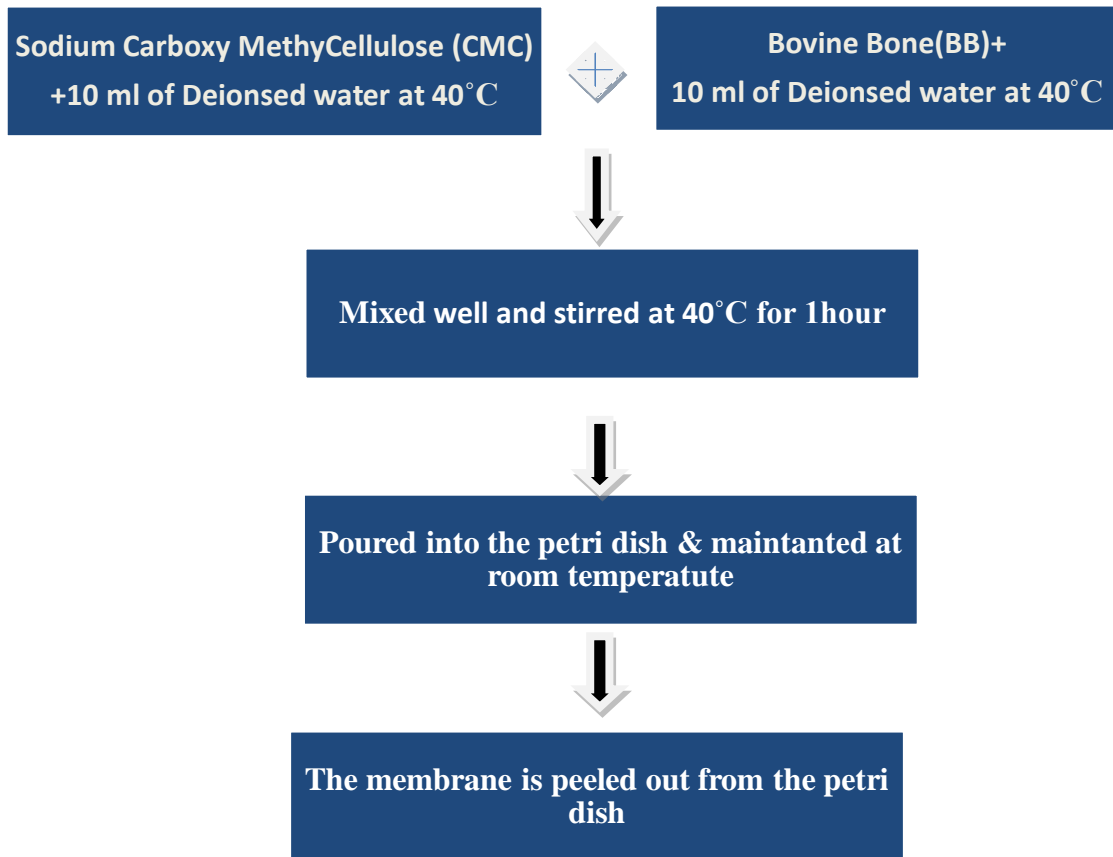 Sodium Carboxy MethyCellulose (CMC)
+10 ml of Deionsed water at 40˚C
Bovine Bone(BB)+
10 ml of Deionsed water at 40˚C
Mixed well and stirred at 40˚C for 1hour
Poured into the petri dish & maintanted at
room temperatute
The membrane is peeled out from the petri
dish